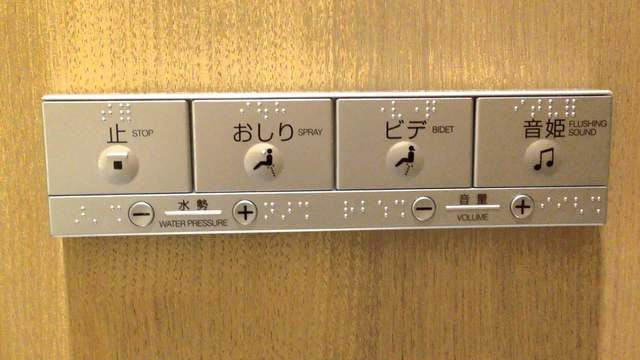 止 STOP
おしり SPRAY
ビデ BIDET
音姫 FLUSHING SOUND
水勢
WATER PRESSURE
音量
VOLUME